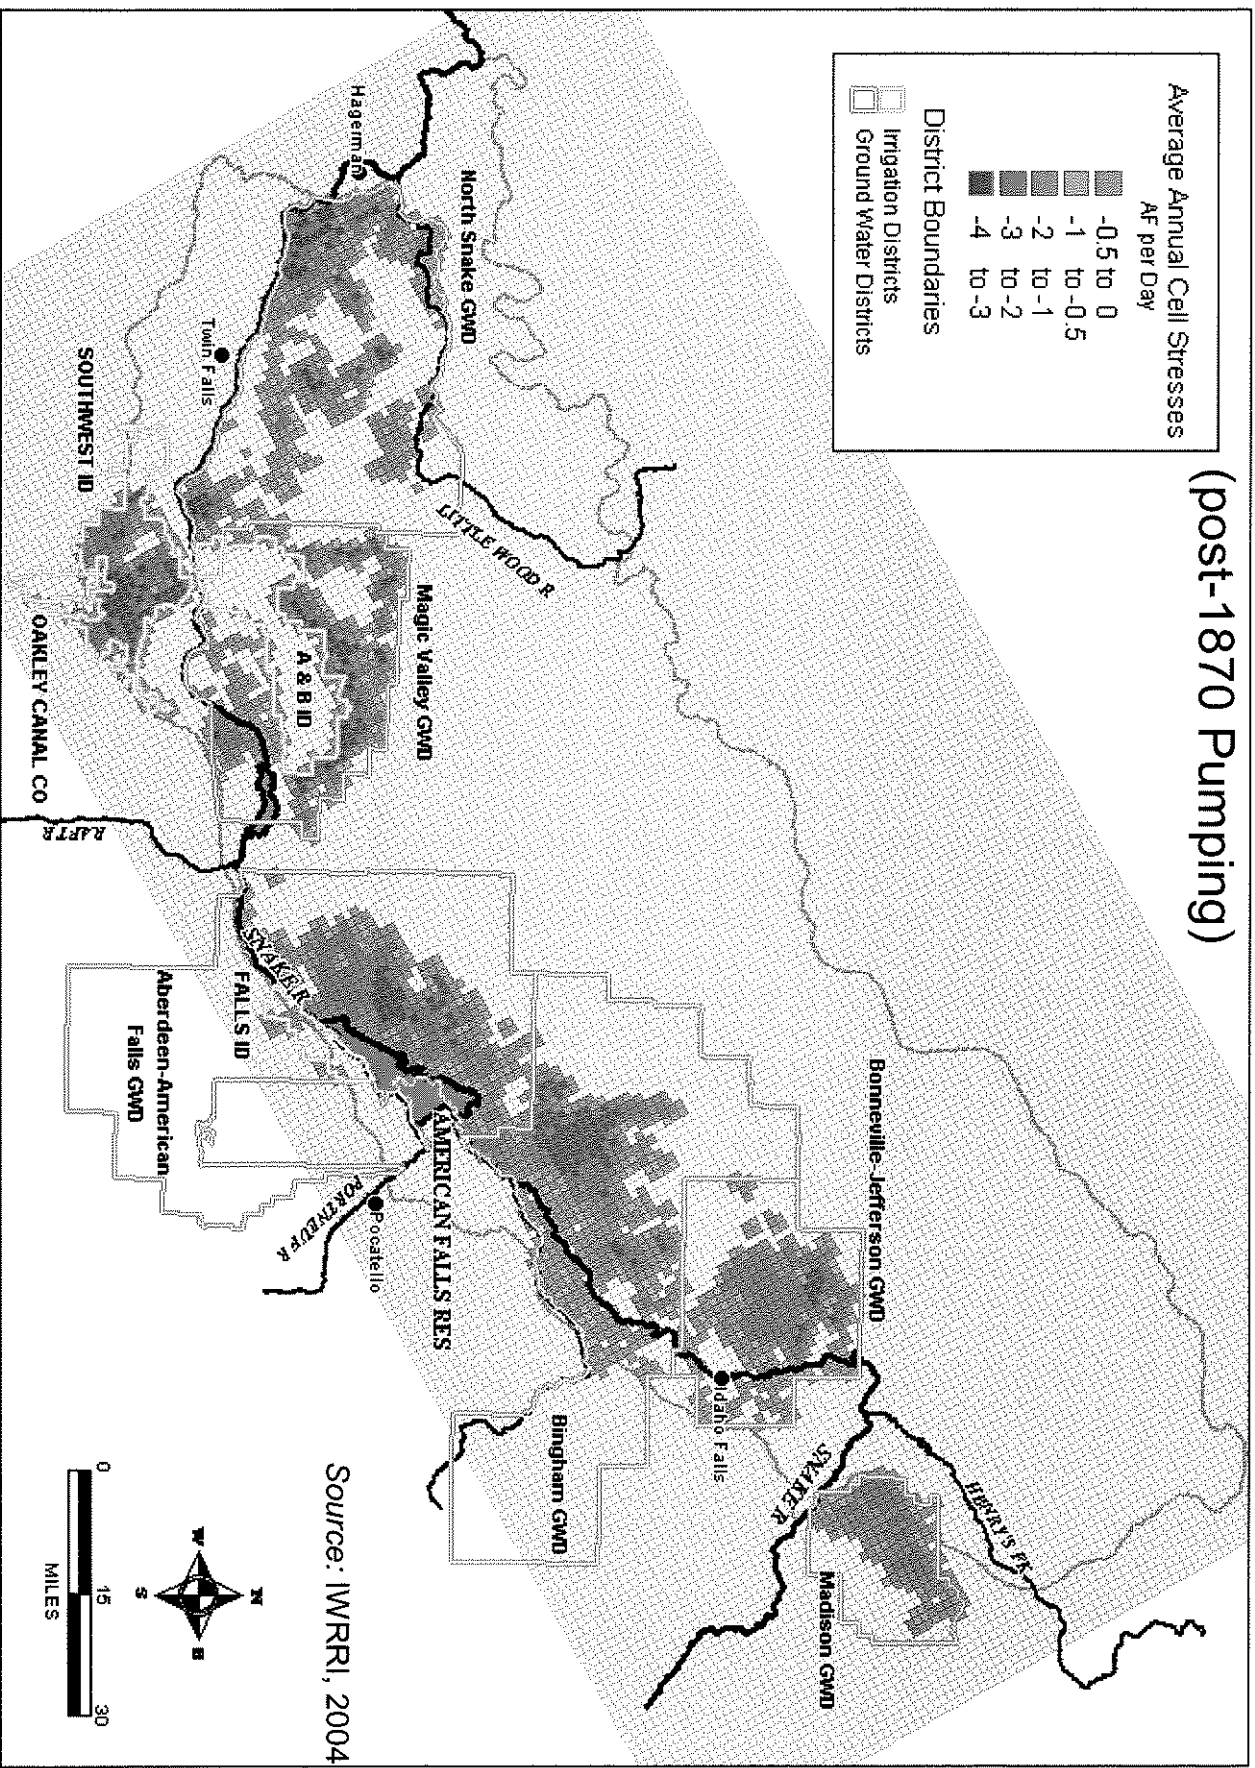 (post-1870 Pumping)
Average Annual Cell Stresses
AF per Day
-0.5 to 0
-1 to -0.5
-2 to -1
-3 to -2
-4 to -3
District Boundaries
Irrigation Districts
Ground Water Districts
Hagerman
North Snake GWD
Twin Falls
SOUTHWEST ID
LITTLE WOOD R
Magic Valley GWD
A & B ID
OAKLEY CANAL CO
RAFT R
SNAKE R
FALLS ID
Aberdeen-American
Falls GWD
AMERICAN FALLS RES
PORTNEUF R
Pocatello
Bonneville-Jefferson GWD
Idaho Falls
Bingham GWD
SNAKE R
HENRY'S FK
Madison GWD
Source: IWRRI, 2004
N
W
E
S
0 15 30
MILES